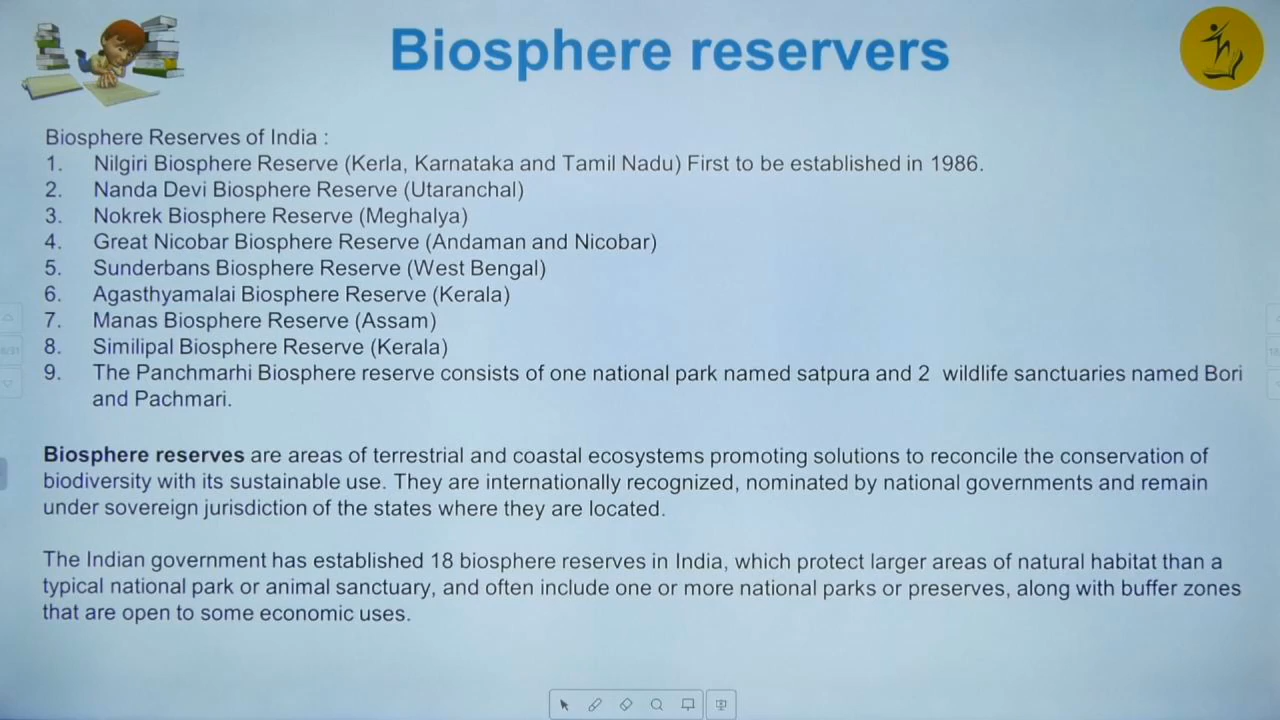 Biosphere reservers
Biosphere Reserves of India :
1. Nilgiri Biosphere Reserve (Kerla, Karnataka and Tamil Nadu) First to be established in 1986.
2. Nanda Devi Biosphere Reserve (Utaranchal)
3. Nokrek Biosphere Reserve (Meghalya)
4. Great Nicobar Biosphere Reserve (Andaman and Nicobar)
5. Sunderbans Biosphere Reserve (West Bengal)
6. Agasthyamalai Biosphere Reserve (Kerala)
7. Manas Biosphere Reserve (Assam)
8. Similipal Biosphere Reserve (Kerala)
9. The Panchmarhi Biosphere reserve consists of one national park named satpura and 2 wildlife sanctuaries named Bori
and Pachmari.
Biosphere reserves are areas of terrestrial and coastal ecosystems promoting solutions to reconcile the conservation of
biodiversity with its sustainable use. They are internationally recognized, nominated by national governments and remain
under sovereign jurisdiction of the states where they are located.
The Indian government has established 18 biosphere reserves in India, which protect larger areas of natural habitat than a
typical national park or animal sanctuary, and often include one or more national parks or preserves, along with buffer zones
that are open to some economic uses.